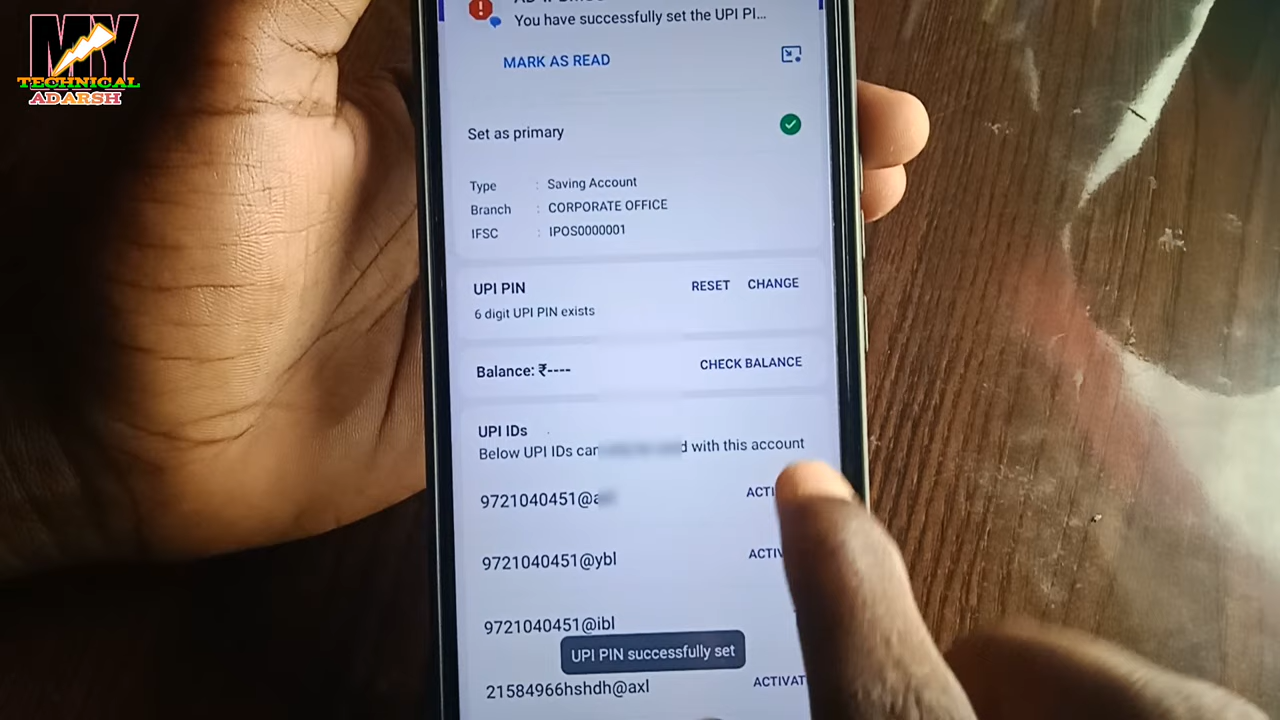 MY
TECHNICAL
ADARSH
You have successfully set the UPI PI...
MARK AS READ
Set as primary
Type : Saving Account
Branch : CORPORATE OFFICE
IFSC : IPOS0000001
UPI PIN RESET CHANGE
6 digit UPI PIN exists
Balance: ₹---- CHECK BALANCE
UPI IDs
Below UPI IDs can with this account
9721040451@a ACTI
9721040451@ybl ACTIV
9721040451@ibl
UPI PIN successfully set
21584966hshdh@axl ACTIVAT